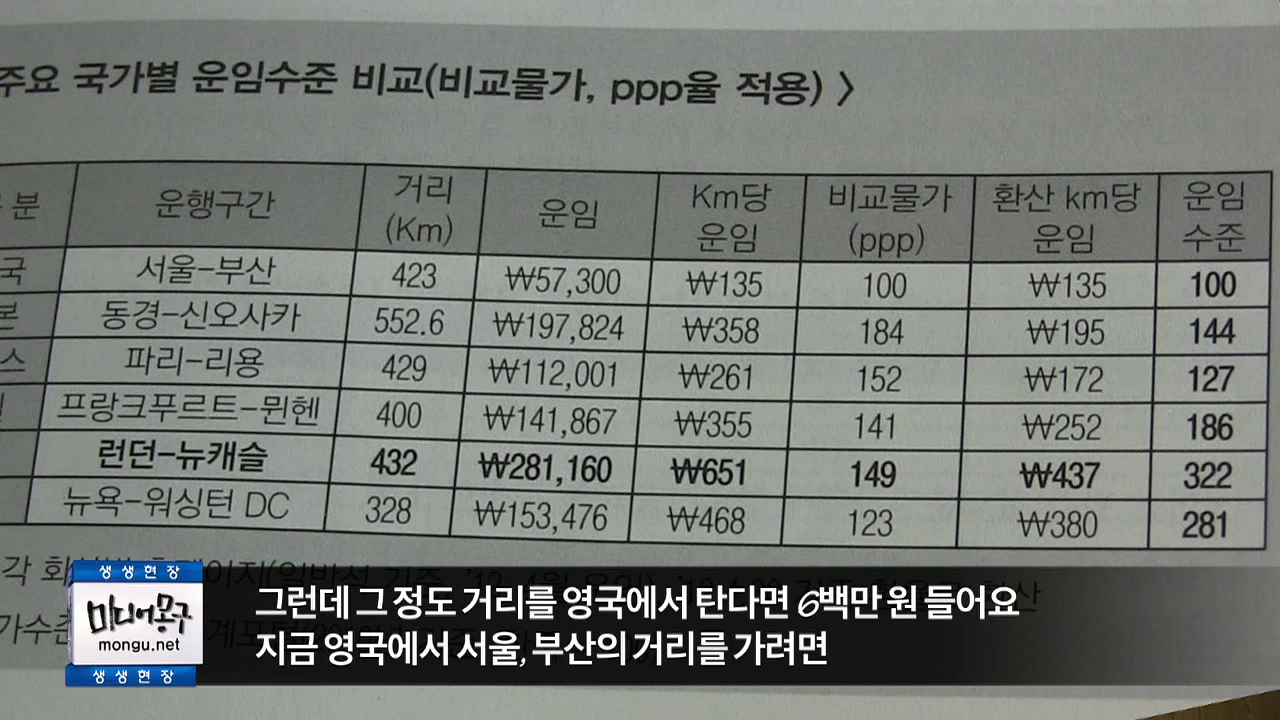 주요 국가별 운임수준 비교(비교물가, ppp율 적용) 〉
분 운행구간 거리 (Km) 운임 Km당 운임 비교물가 (ppp) 환산 km당 운임 운임 수준
국 서울-부산 423 ₩57,300 ₩135 100 ₩135 100
본 동경-신오사카 552.6 ₩197,824 ₩358 184 ₩195 144
스 파리-리용 429 ₩112,001 ₩261 152 ₩172 127
일 프랑크푸르트-뮌헨 400 ₩141,867 ₩355 141 ₩252 186
런던-뉴캐슬 432 ₩281,160 ₩651 149 ₩437 322
뉴욕-워싱턴 DC 328 ₩153,476 ₩468 123 ₩380 281
각
생생현장
미디어몽구
mongu.net
생생현장
그런데 그 정도 거리를 영국에서 탄다면 6백만 원 들어요
지금 영국에서 서울, 부산의 거리를 가려면